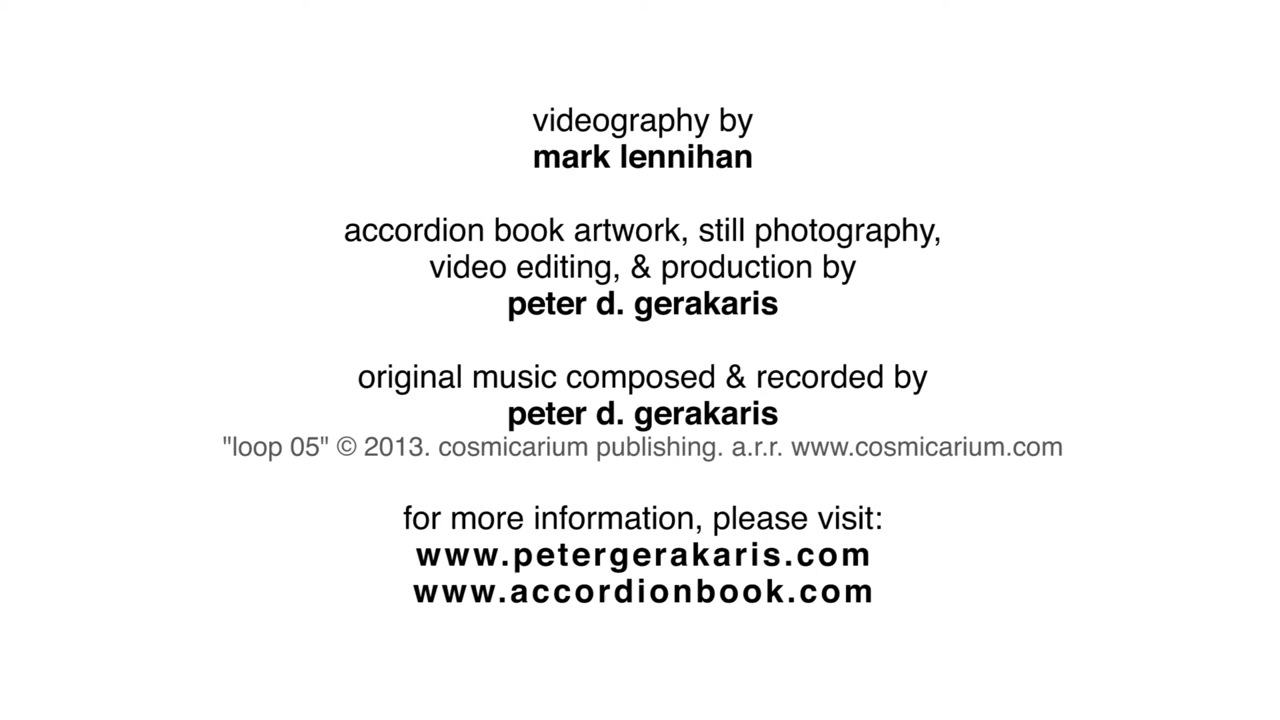 videography by
mark lennihan
accordion book artwork, still photography,
video editing, & production by
peter d. gerakaris
original music composed & recorded by
peter d. gerakaris
"loop 05" © 2013. cosmicarium publishing. a.r.r. www.cosmicarium.com
for more information, please visit:
www.petergerakaris.com
www.accordionbook.com